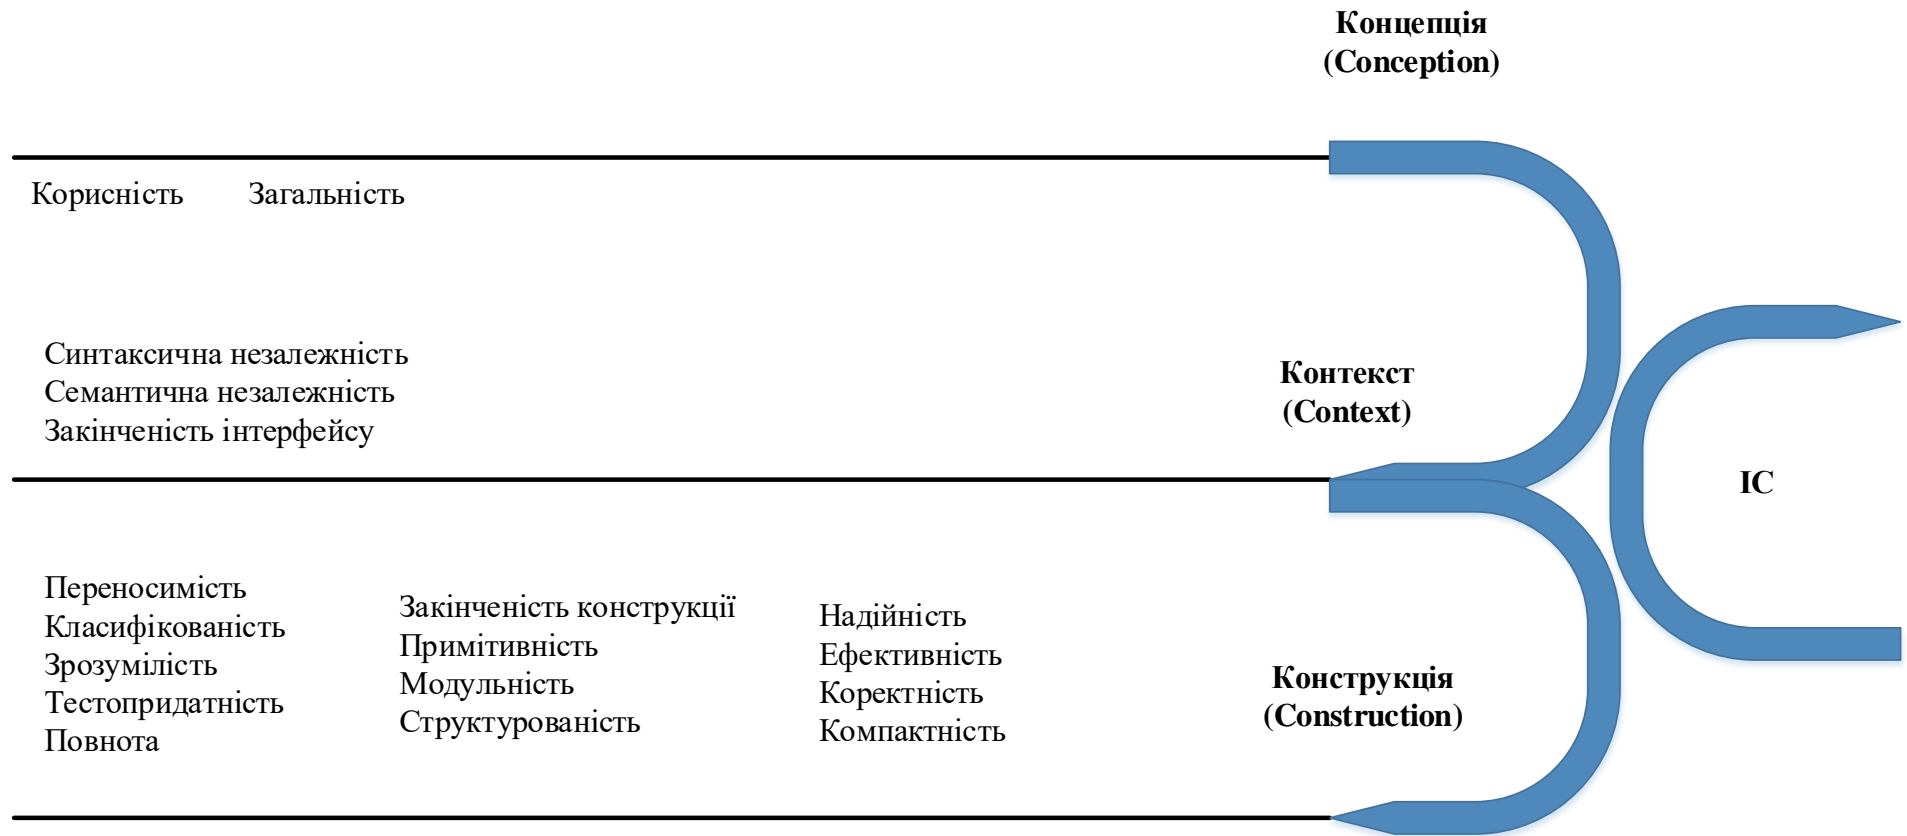 Концепція
(Conception)
Корисність Загальність
Синтаксична незалежність
Семантична незалежність
Закінченість інтерфейсу
Контекст
(Context)
ІС
Переносимість
Класифікованість
Зрозумілість
Тестопридатність
Повнота
Закінченість конструкції
Примітивність
Модульність
Структурованість
Надійність
Ефективність
Коректність
Компактність
Конструкція
(Construction)